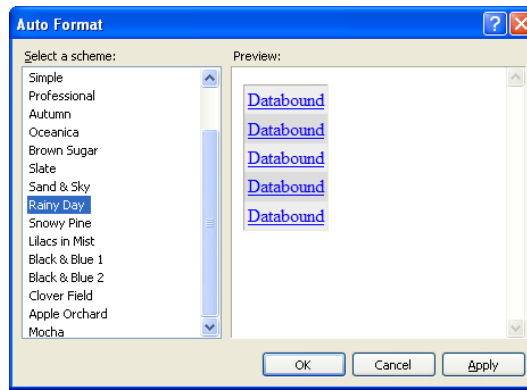 Auto Format
Select a scheme:
Preview:
Simple
Professional
Autumn
Oceanica
Brown Sugar
Slate
Sand & Sky
Rainy Day
Snowy Pine
Lilacs in Mist
Black & Blue 1
Black & Blue 2
Clover Field
Apple Orchard
Mocha
Databound
Databound
Databound
Databound
Databound
OK
Cancel
Apply